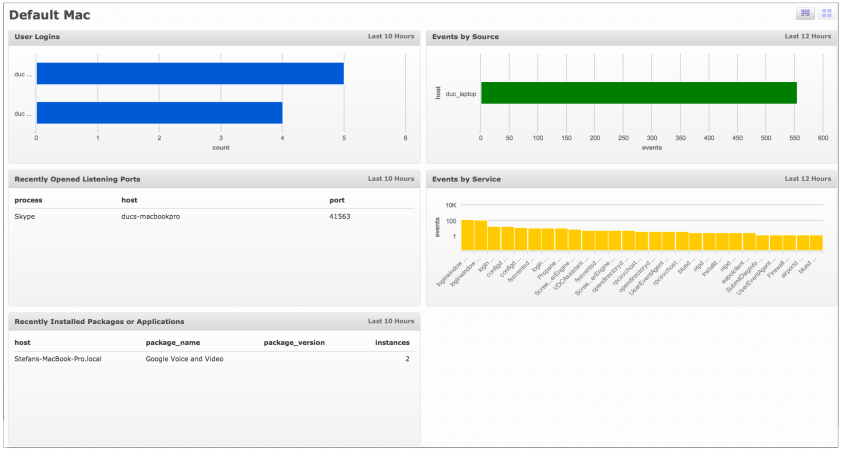 Default Mac
User Logins Last 10 Hours
duc ...
duc ...
0 1 2 3 4 5 6
count
Events by Source Last 12 Hours
host
duc_laptop
0 50 100 150 200 250 300 350 400 450 500 550 600
events
Recently Opened Listening Ports Last 10 Hours
process host port
Skype ducs-macbookpro 41563
Events by Service Last 12 Hours
events
10K
100
1
loginwindow ...
loginwindow ...
login ...
configd ...
configd ...
fseventsd ...
login ...
Propane ...
Scree...erEngine ...
VDCAssistant ...
fseventsd ...
Scree...erEngine ...
opendirectoryd ...
rpcsvchost ...
opendirectoryd ...
UserEventAgent ...
rpcsvchost ...
blued ...
ntpd ...
installd ...
ntpd ...
eapolclient ...
SubmitDiagInfo ...
UserEventAgent ...
Firewall ...
airportd ...
blued ...
Recently Installed Packages or Applications Last 10 Hours
host package_name package_version instances
Stefans-MacBook-Pro.local Google Voice and Video 2